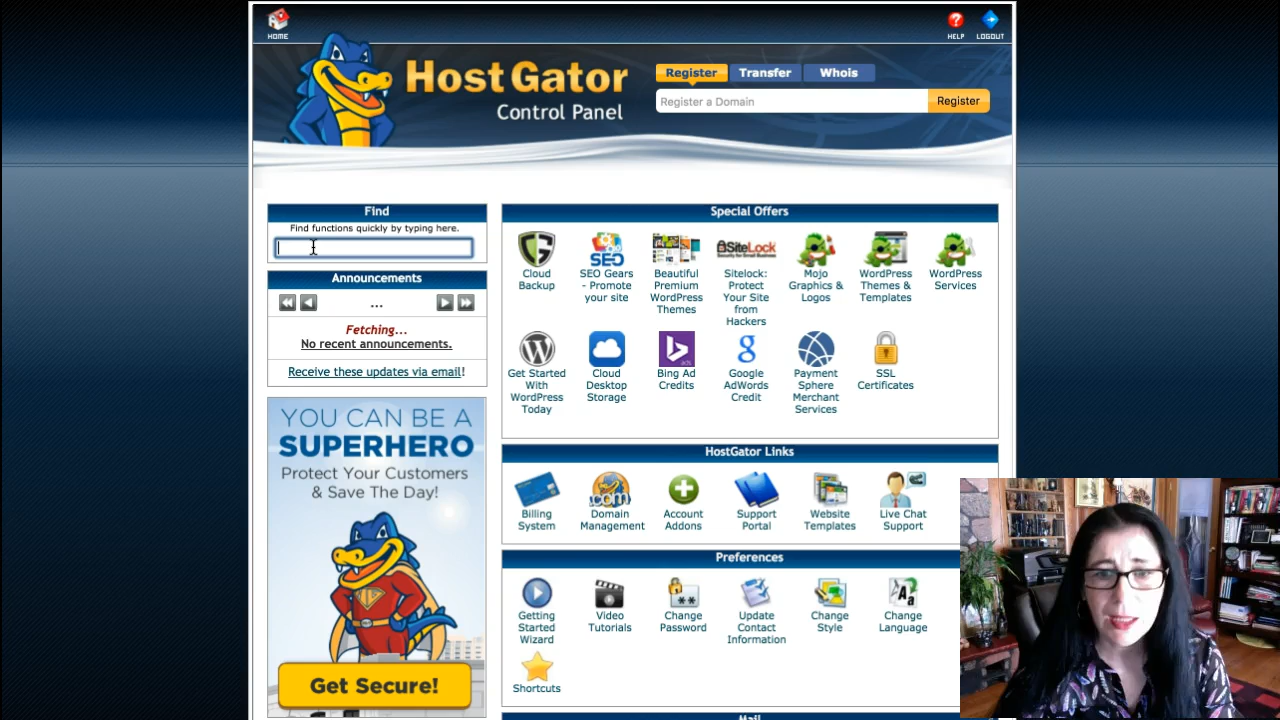 HOME
HELP
LOGOUT
HostGator
Control Panel
Register
Transfer
Whois
Register a Domain
Register
Find
Find functions quickly by typing here.
Announcements
...
Fetching...
No recent announcements.
Receive these updates via email!
YOU CAN BE A
SUPERHERO
Protect Your Customers
& Save The Day!
Get Secure!
Special Offers
Cloud
Backup
SEO
SEO Gears
- Promote
your site
Beautiful
Premium
WordPress
Themes
SiteLock
Sitelock:
Protect
Your Site
from
Hackers
Mojo
Graphics &
Logos
WordPress
Themes &
Templates
WordPress
Services
Get Started
With
WordPress
Today
Cloud
Desktop
Storage
Bing Ad
Credits
Google
AdWords
Credit
Payment
Sphere
Merchant
Services
SSL
Certificates
HostGator Links
Billing
System
.COM
Domain
Management
Account
Addons
Support
Portal
Website
Templates
Live Chat
Support
Preferences
Getting
Started
Wizard
Video
Tutorials
**
Change
Password
Update
Contact
Information
Change
Style
Aa
Change
Language
Shortcuts
Mail